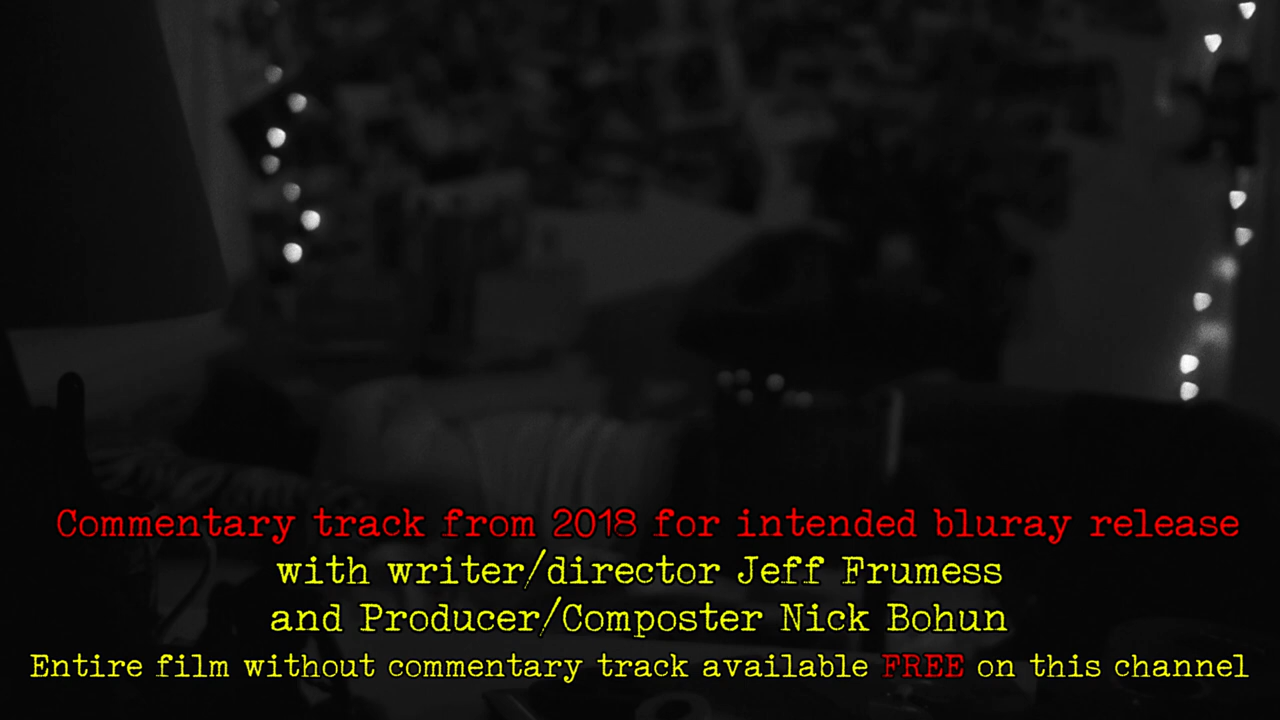 Commentary track from 2018 for intended bluray release
with writer/director Jeff Frumess
and Producer/Composter Nick Bohun
Entire film without commentary track available FREE on this channel